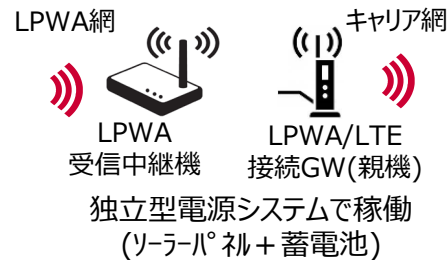 LPWA網
キャリア網
LPWA
受信中継機
LPWA/LTE
接続GW(親機)
独立型電源システムで稼働
(ソーラーパネル＋蓄電池)